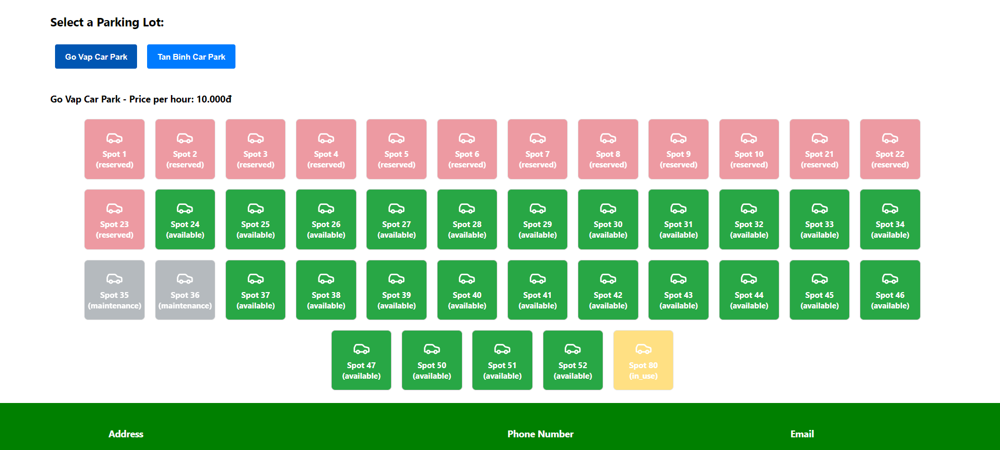 Select a Parking Lot:
Go Vap Car Park
Tan Binh Car Park
Go Vap Car Park - Price per hour: 10.000đ
Spot 1
(reserved)
Spot 2
(reserved)
Spot 3
(reserved)
Spot 4
(reserved)
Spot 5
(reserved)
Spot 6
(reserved)
Spot 7
(reserved)
Spot 8
(reserved)
Spot 9
(reserved)
Spot 10
(reserved)
Spot 21
(reserved)
Spot 22
(reserved)
Spot 23
(reserved)
Spot 24
(available)
Spot 25
(available)
Spot 26
(available)
Spot 27
(available)
Spot 28
(available)
Spot 29
(available)
Spot 30
(available)
Spot 31
(available)
Spot 32
(available)
Spot 33
(available)
Spot 34
(available)
Spot 35
(maintenance)
Spot 36
(maintenance)
Spot 37
(available)
Spot 38
(available)
Spot 39
(available)
Spot 40
(available)
Spot 41
(available)
Spot 42
(available)
Spot 43
(available)
Spot 44
(available)
Spot 45
(available)
Spot 46
(available)
Spot 47
(available)
Spot 50
(available)
Spot 51
(available)
Spot 52
(available)
Spot 80
(in_use)
Address
Phone Number
Email